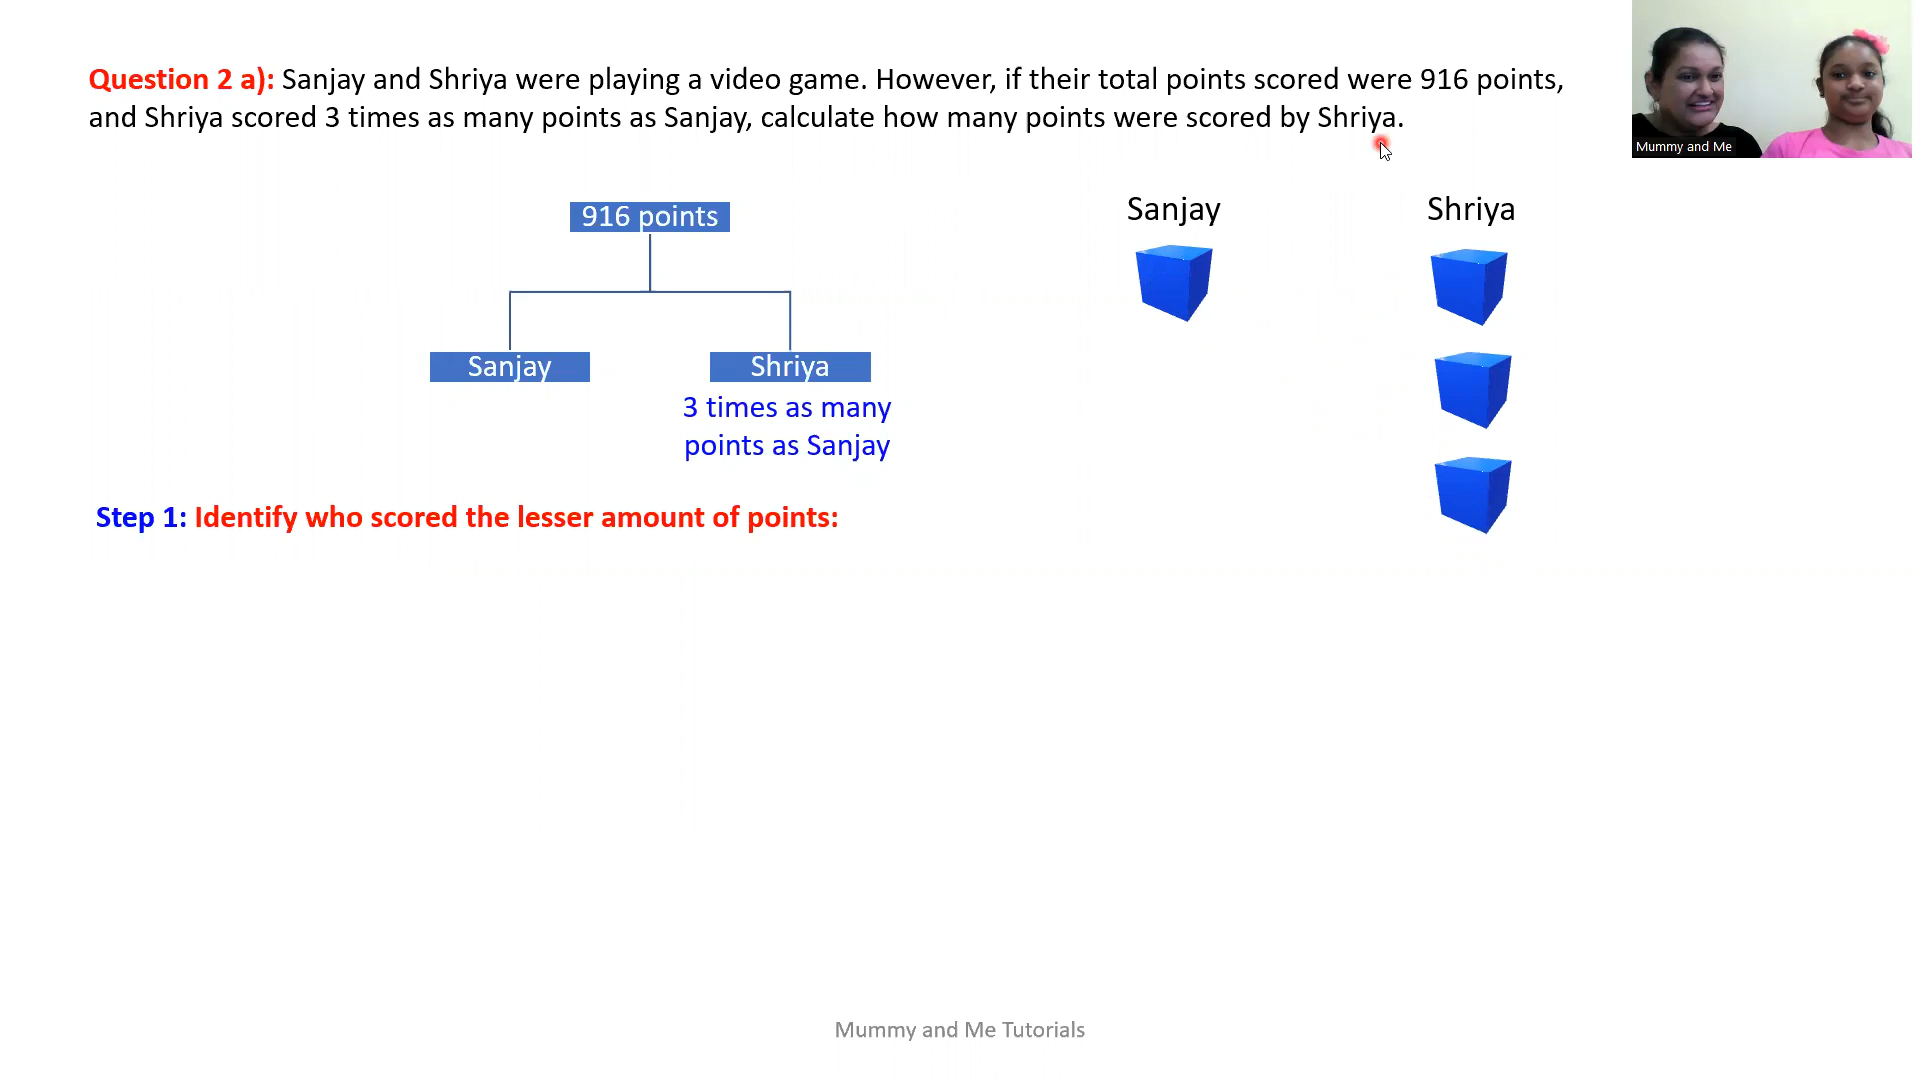 Question 2 a): Sanjay and Shriya were playing a video game. However, if their total points scored were 916 points,
and Shriya scored 3 times as many points as Sanjay, calculate how many points were scored by Shriya.
Mummy and Me
916 points
Sanjay
Shriya
3 times as many
points as Sanjay
Sanjay
Shriya
Step 1: Identify who scored the lesser amount of points:
Mummy and Me Tutorials